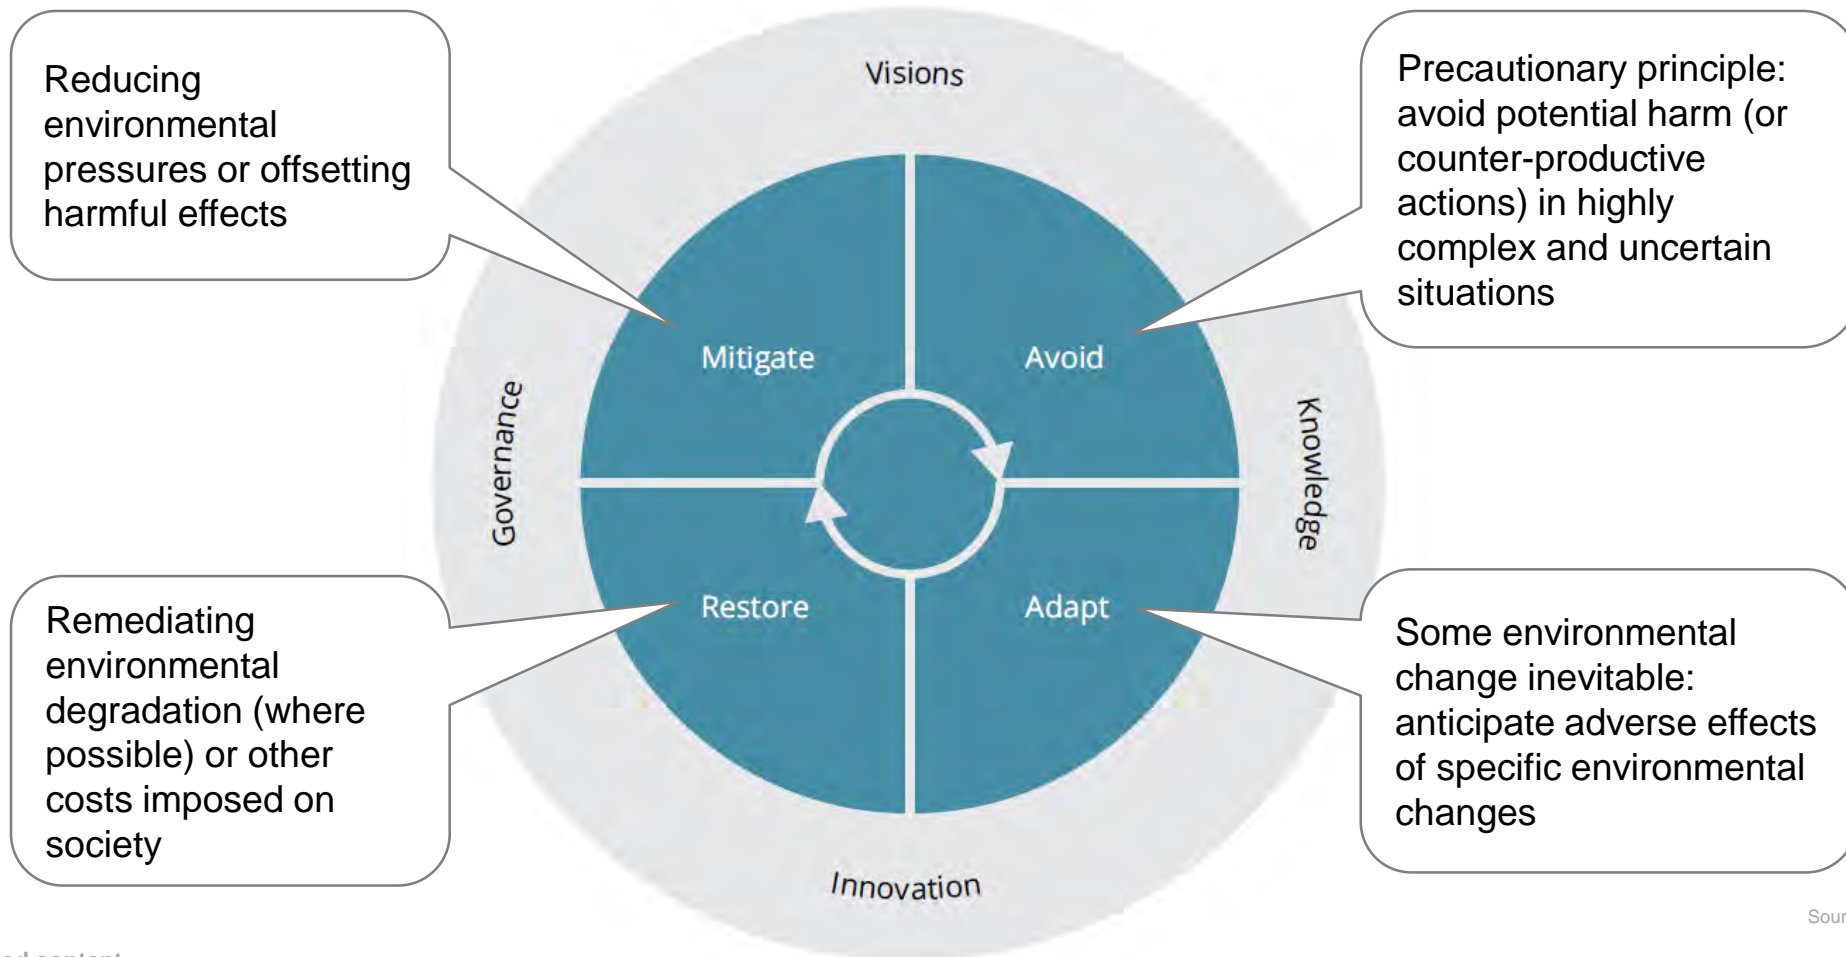 Reducing
environmental
pressures or offsetting
harmful effects
Visions
Precautionary principle:
avoid potential harm (or
counter-productive
actions) in highly
complex and uncertain
situations
Mitigate
Avoid
Governance
Knowledge
Restore
Adapt
Remediating
environmental
degradation (where
possible) or other
costs imposed on
society
Some environmental
change inevitable:
anticipate adverse effects
of specific environmental
changes
Innovation